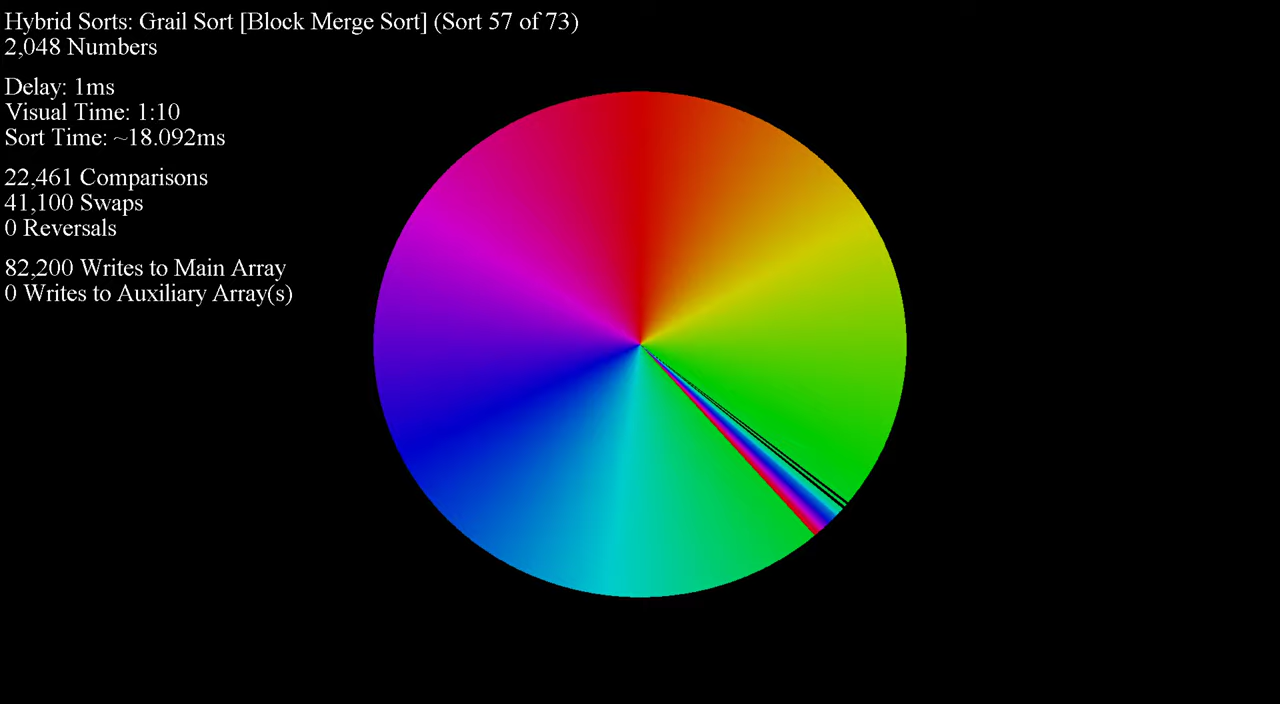 Hybrid Sorts: Grail Sort [Block Merge Sort] (Sort 57 of 73)
2,048 Numbers
Delay: 1ms
Visual Time: 1:10
Sort Time: ~18.092ms
22,461 Comparisons
41,100 Swaps
0 Reversals
82,200 Writes to Main Array
0 Writes to Auxiliary Array(s)